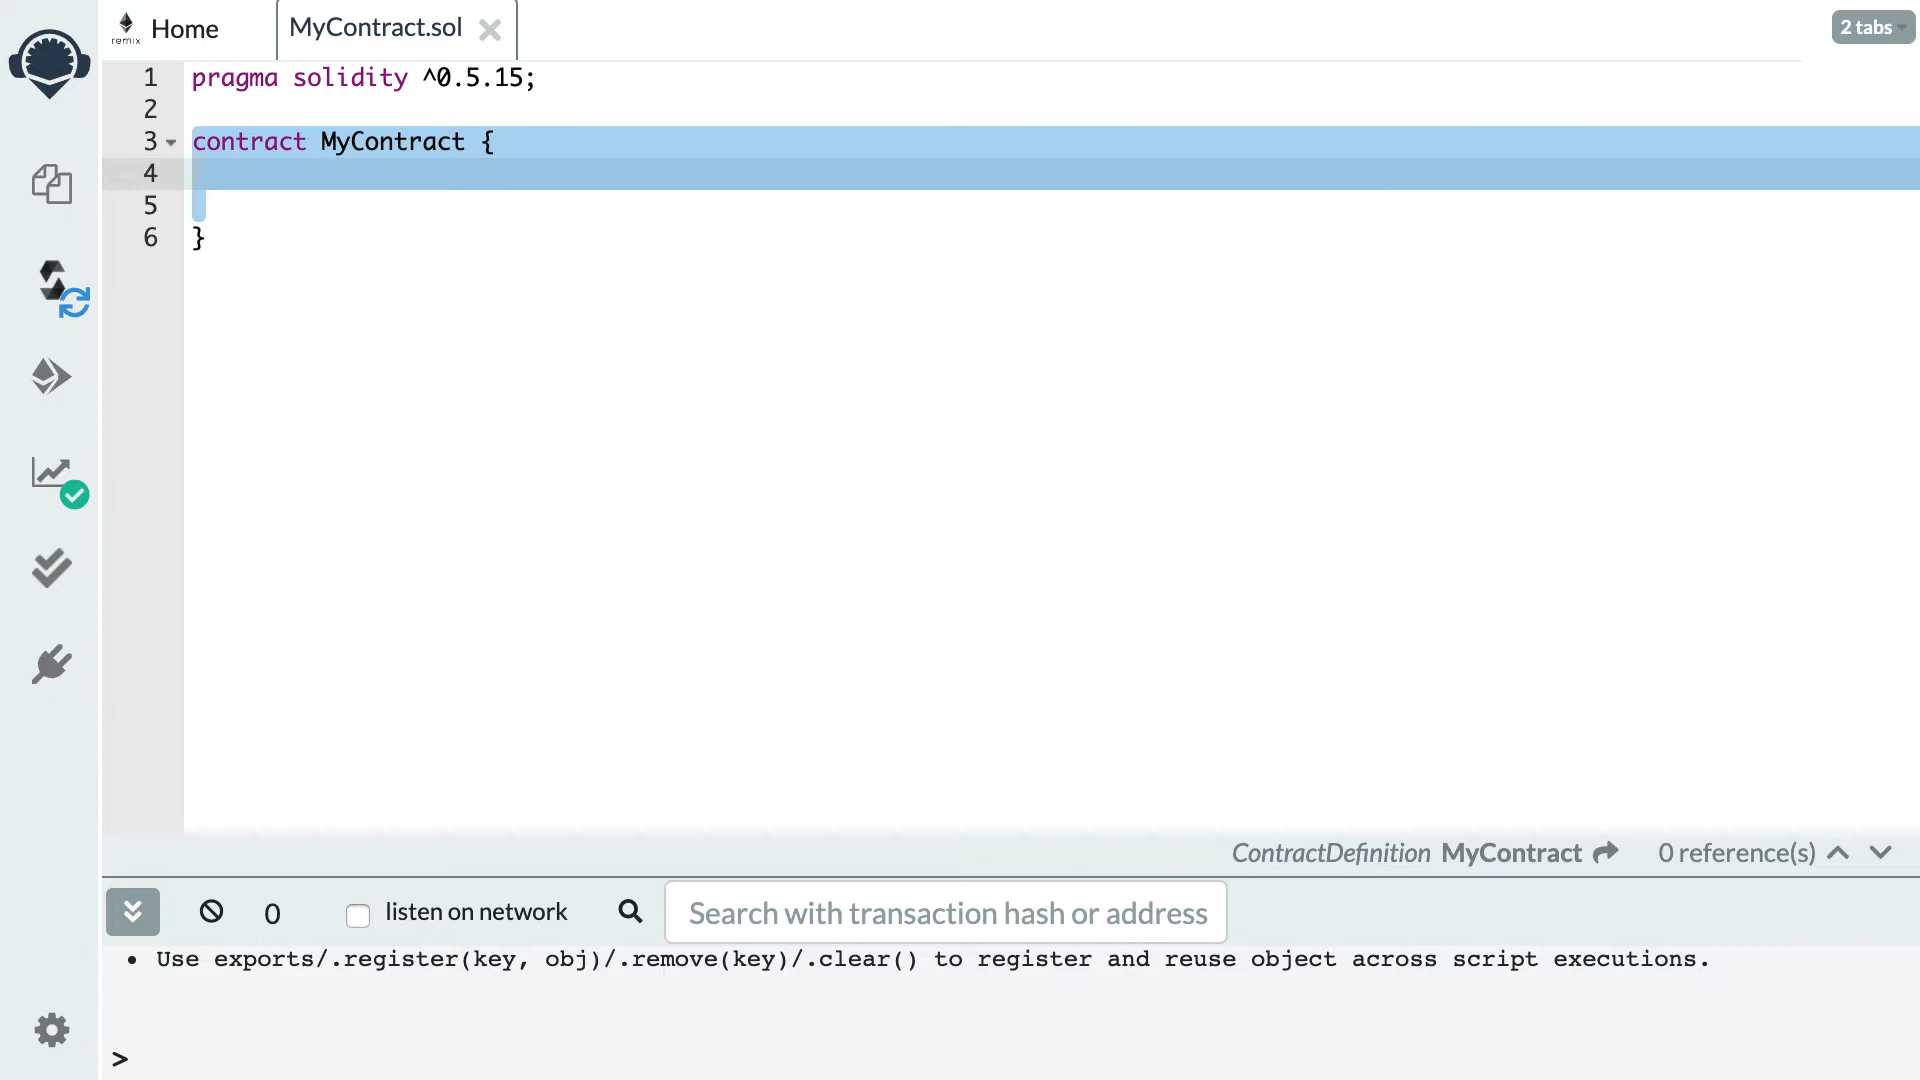 remix Home MyContract.sol 2 tabs
1 pragma solidity ^0.5.15;
2
3 contract MyContract {
4
5
6 }
ContractDefinition MyContract 0 reference(s)
0 listen on network Search with transaction hash or address
• Use exports/.register(key, obj)/.remove(key)/.clear() to register and reuse object across script executions.
>